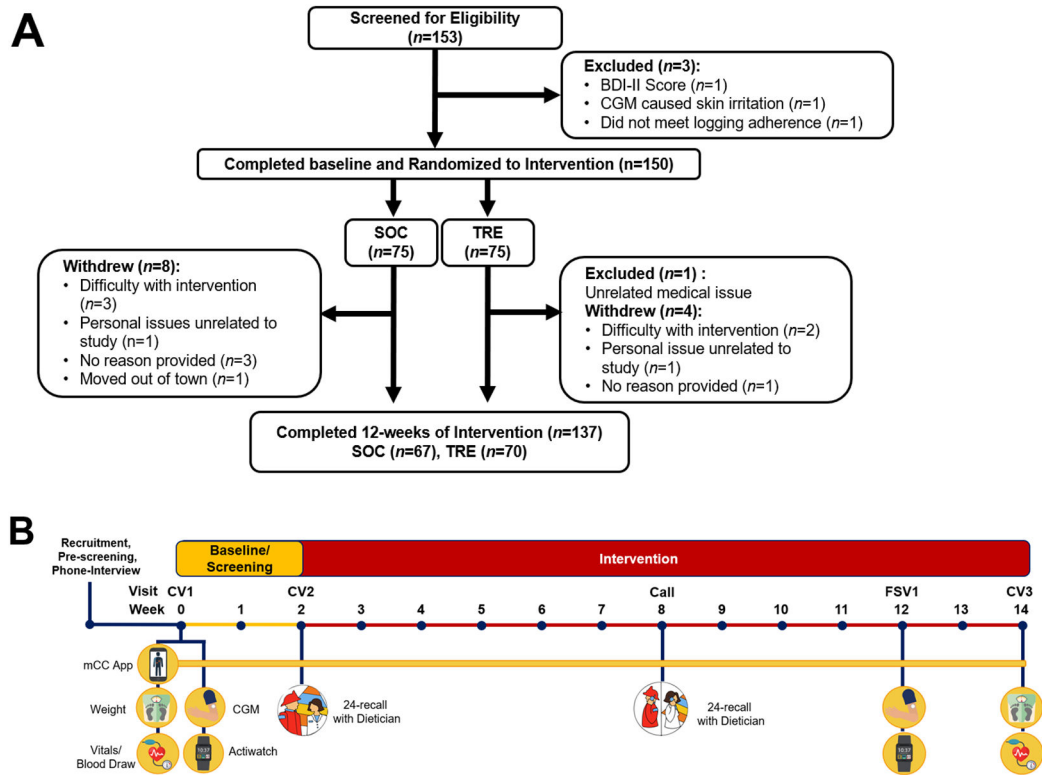 A
Screened for Eligibility
(n=153)
Excluded (n=3):
• BDI-II Score (n=1)
• CGM caused skin irritation (n=1)
• Did not meet logging adherence (n=1)
Completed baseline and Randomized to Intervention (n=150)
SOC
(n=75)
TRE
(n=75)
Withdrew (n=8):
• Difficulty with intervention
(n=3)
• Personal issues unrelated to
study (n=1)
• No reason provided (n=3)
• Moved out of town (n=1)
Excluded (n=1) :
Unrelated medical issue
Withdrew (n=4):
• Difficulty with intervention (n=2)
• Personal issue unrelated to
study (n=1)
• No reason provided (n=1)
Completed 12-weeks of Intervention (n=137)
SOC (n=67), TRE (n=70)
B
Recruitment,
Pre-screening,
Phone-Interview
Baseline/
Screening
Intervention
Visit CV1 CV2 Call FSV1 CV3
Week 0 1 2 3 4 5 6 7 8 9 10 11 12 13 14
mCC App
Weight
CGM
24-recall
with Dietician
24-recall
with Dietician
Vitals/
Blood Draw
Actiwatch
10:37
10:37